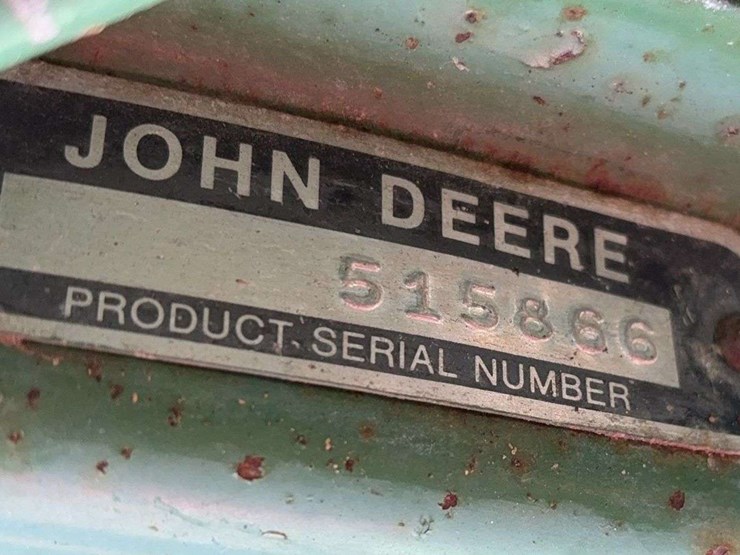 JOHN DEERE
515866
PRODUCT SERIAL NUMBER